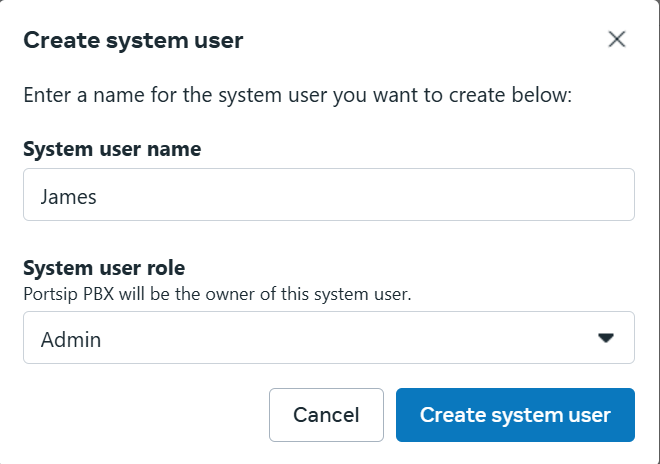 Create system user
Enter a name for the system user you want to create below:
System user name
James
System user role
Portsip PBX will be the owner of this system user.
Admin
Cancel
Create system user